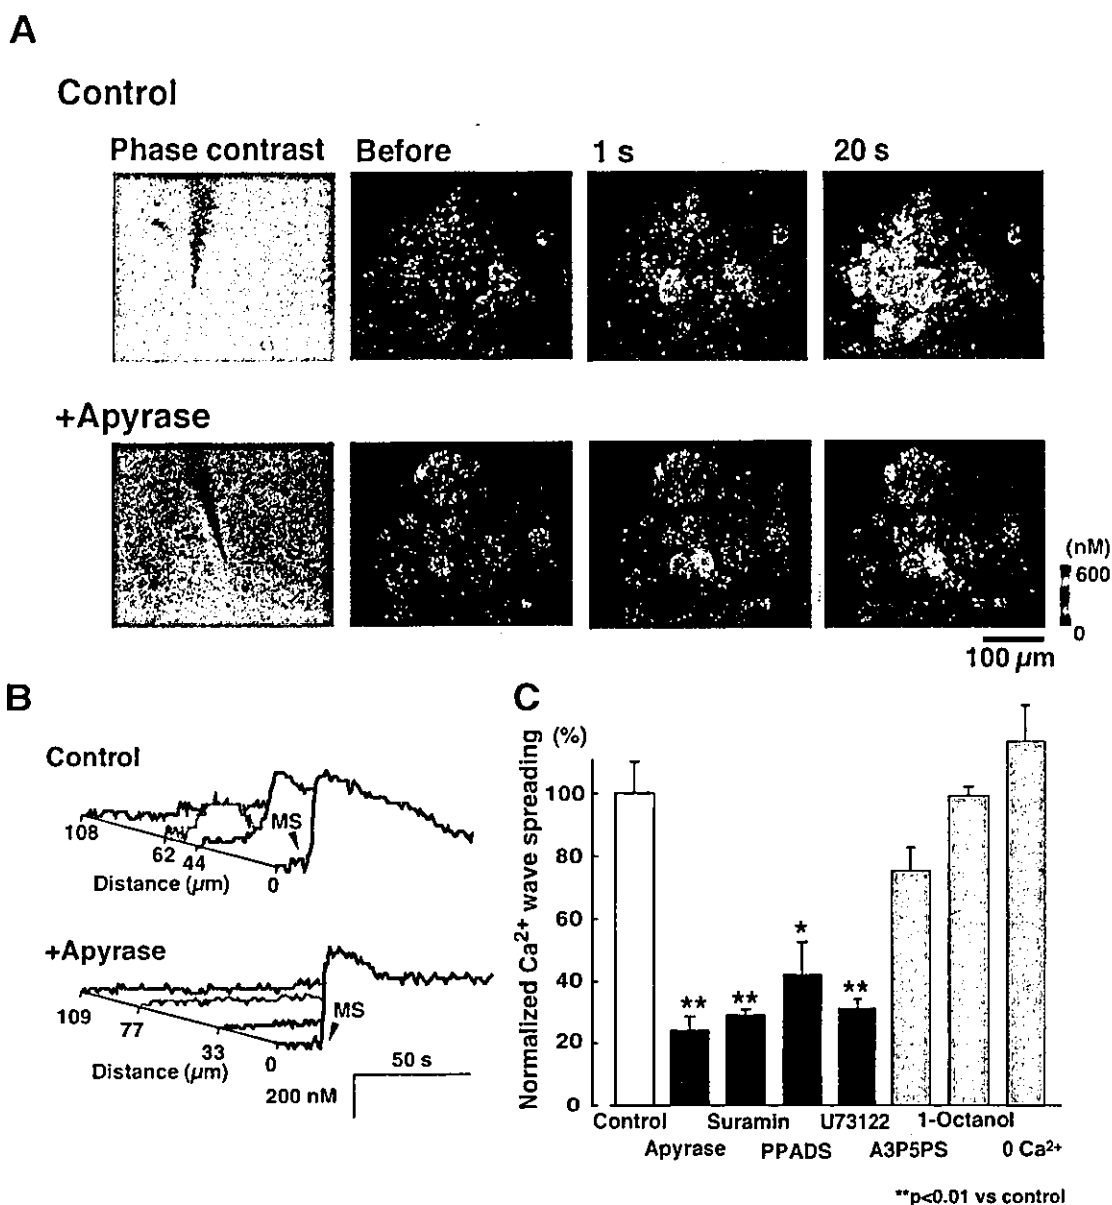 A
Control
Phase contrast Before 1 s 20 s
+Apyrase
(nM)
600
0
100 µm
B
Control
MS
108
62
44
0
Distance (µm)
+Apyrase
MS
109
77
33
0
Distance (µm)
50 s
200 nM
C
(%)
Normalized Ca²⁺ wave spreading
100
80
60
40
20
0
** ** * **
Control Suramin U73122 1-Octanol
Apyrase PPADS A3P5PS 0 Ca²⁺
**p<0.01 vs control